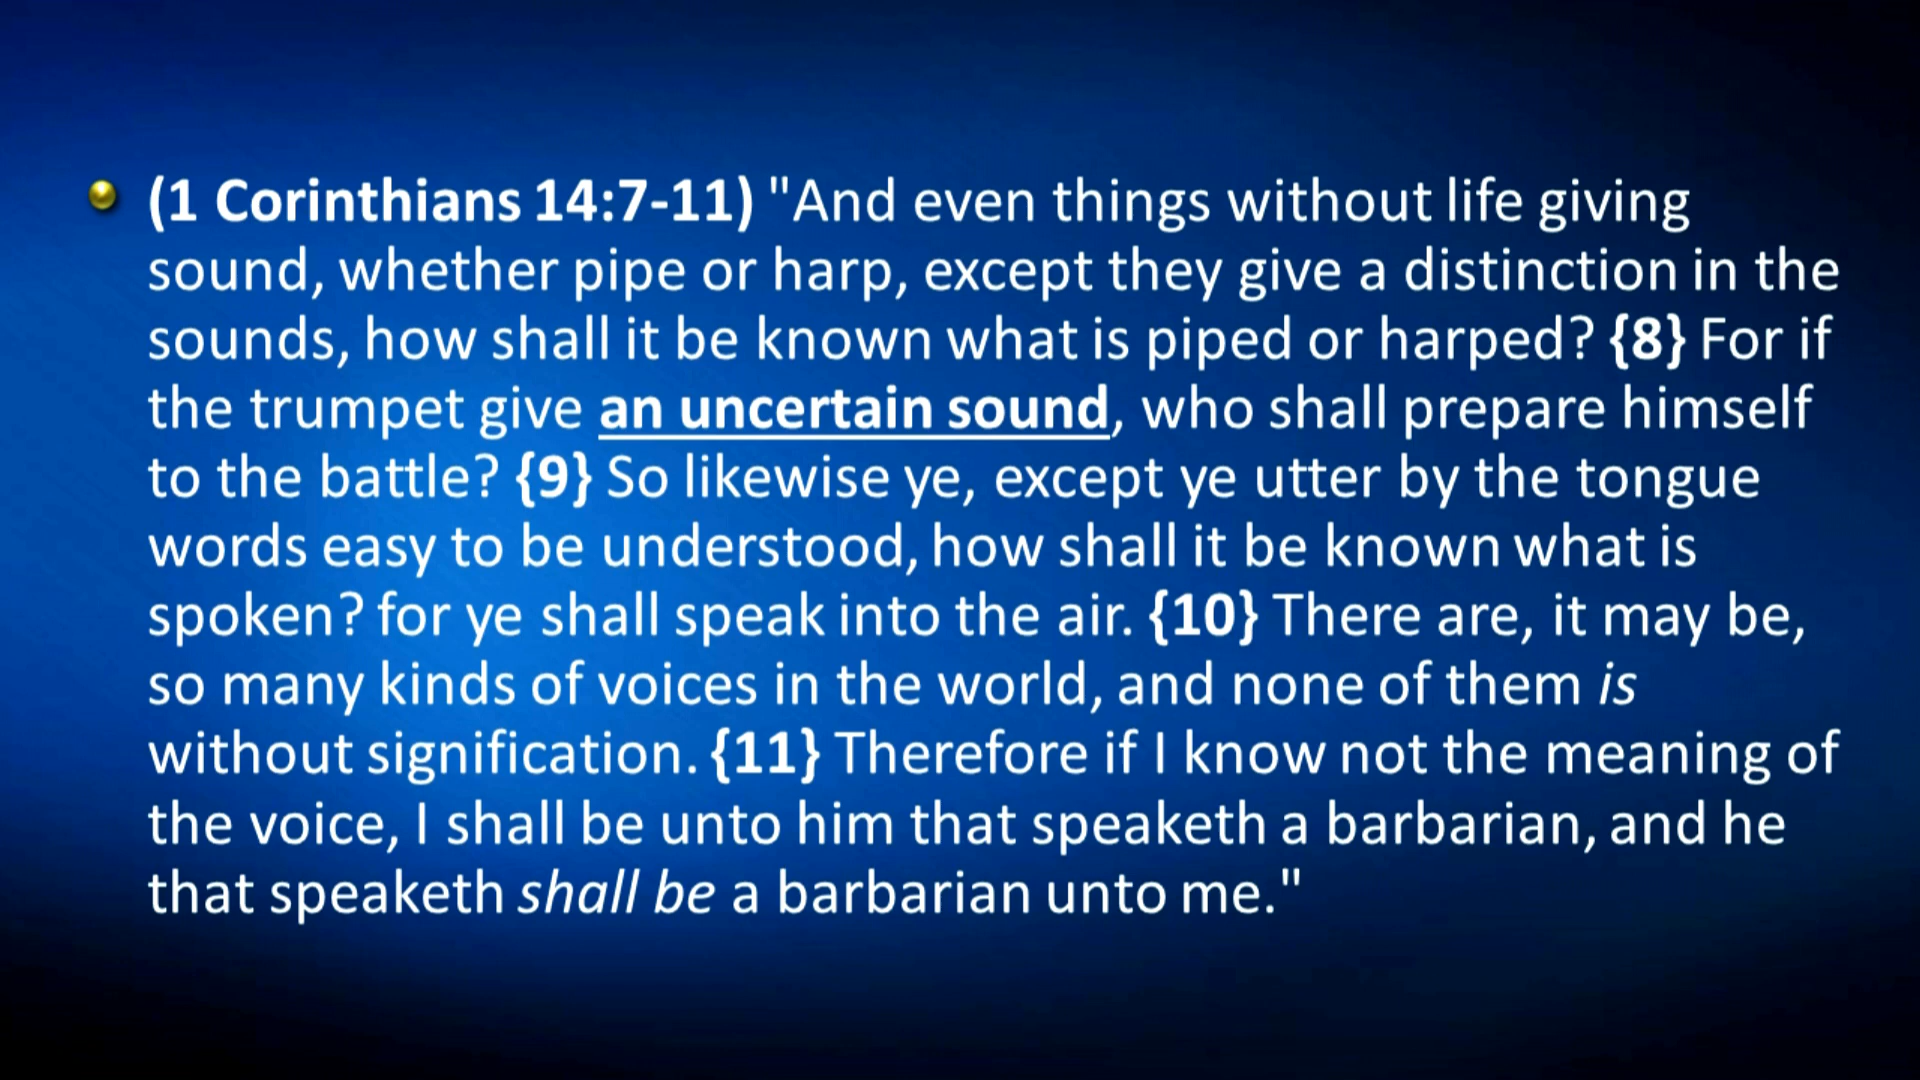 (1 Corinthians 14:7-11) "And even things without life giving
sound, whether pipe or harp, except they give a distinction in the
sounds, how shall it be known what is piped or harped? {8} For if
the trumpet give an uncertain sound, who shall prepare himself
to the battle? {9} So likewise ye, except ye utter by the tongue
words easy to be understood, how shall it be known what is
spoken? for ye shall speak into the air. {10} There are, it may be,
so many kinds of voices in the world, and none of them is
without signification. {11} Therefore if I know not the meaning of
the voice, I shall be unto him that speaketh a barbarian, and he
that speaketh shall be a barbarian unto me."